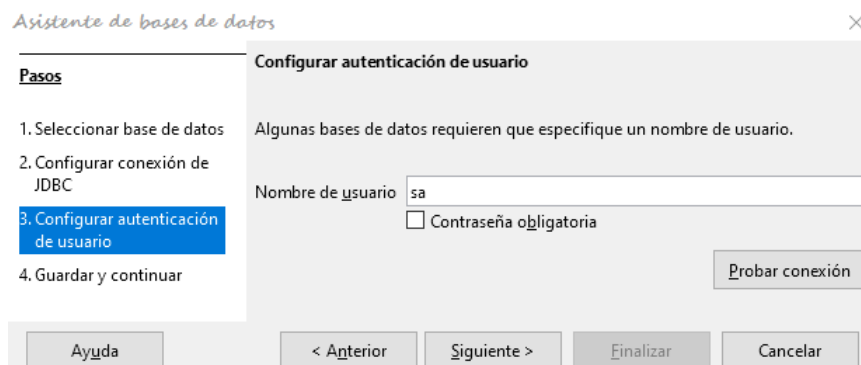 Asistente de bases de datos
Pasos
1. Seleccionar base de datos
2. Configurar conexión de
JDBC
3. Configurar autenticación
de usuario
4. Guardar y continuar
Configurar autenticación de usuario
Algunas bases de datos requieren que especifique un nombre de usuario.
Nombre de usuario sa
Contraseña obligatoria
Probar conexión
Ayuda
< Anterior
Siguiente >
Finalizar
Cancelar